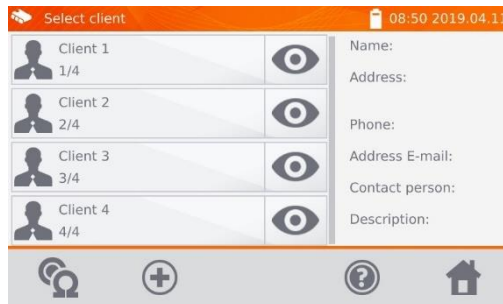 Select client
08:50 2019.04.11
Client 1
1/4
Client 2
2/4
Client 3
3/4
Client 4
4/4
Name:
Address:
Phone:
Address E-mail:
Contact person:
Description: